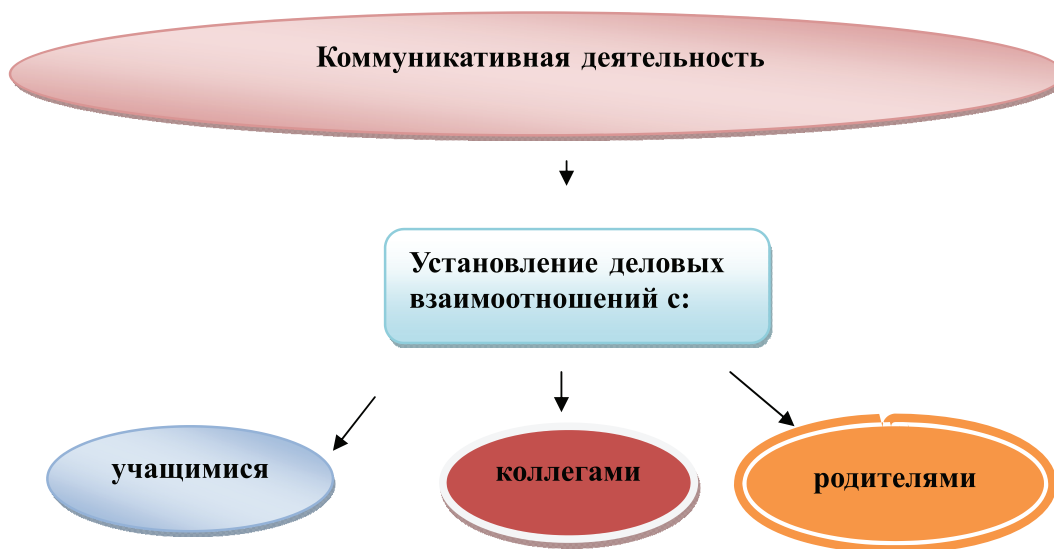 Коммуникативная деятельность
Установление деловых
взаимоотношений с:
учащимися
коллегами
родителями